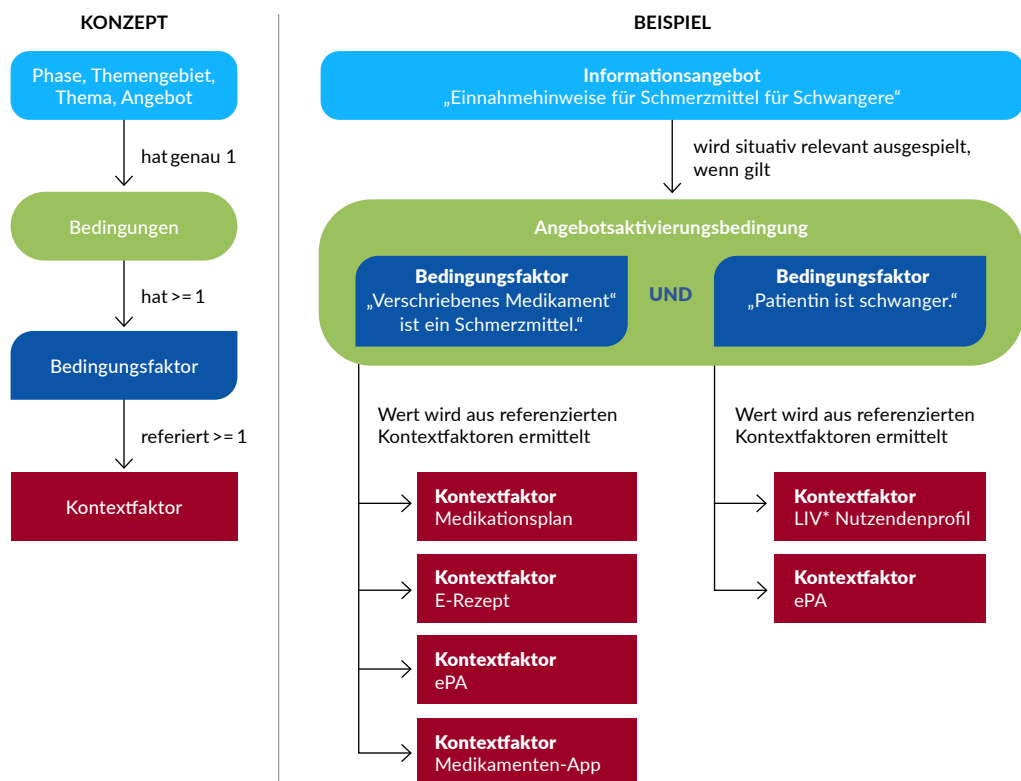 KONZEPT
Phase, Themengebiet,
Thema, Angebot
hat genau 1
Bedingungen
hat >= 1
Bedingungsfaktor
referiert >= 1
Kontextfaktor
BEISPIEL
Informationsangebot
„Einnahmehinweise für Schmerzmittel für Schwangere“
wird situativ relevant ausgespielt,
wenn gilt
Angebotsaktivierungsbedingung
Bedingungsfaktor
„Verschriebenes Medikament“
ist ein Schmerzmittel.“
UND
Bedingungsfaktor
„Patientin ist schwanger.“
Wert wird aus referenzierten
Kontextfaktoren ermittelt
Kontextfaktor
Medikationsplan
Kontextfaktor
E-Rezept
Kontextfaktor
ePA
Kontextfaktor
Medikamenten-App
Wert wird aus referenzierten
Kontextfaktoren ermittelt
Kontextfaktor
LIV* Nutzendenprofil
Kontextfaktor
ePA